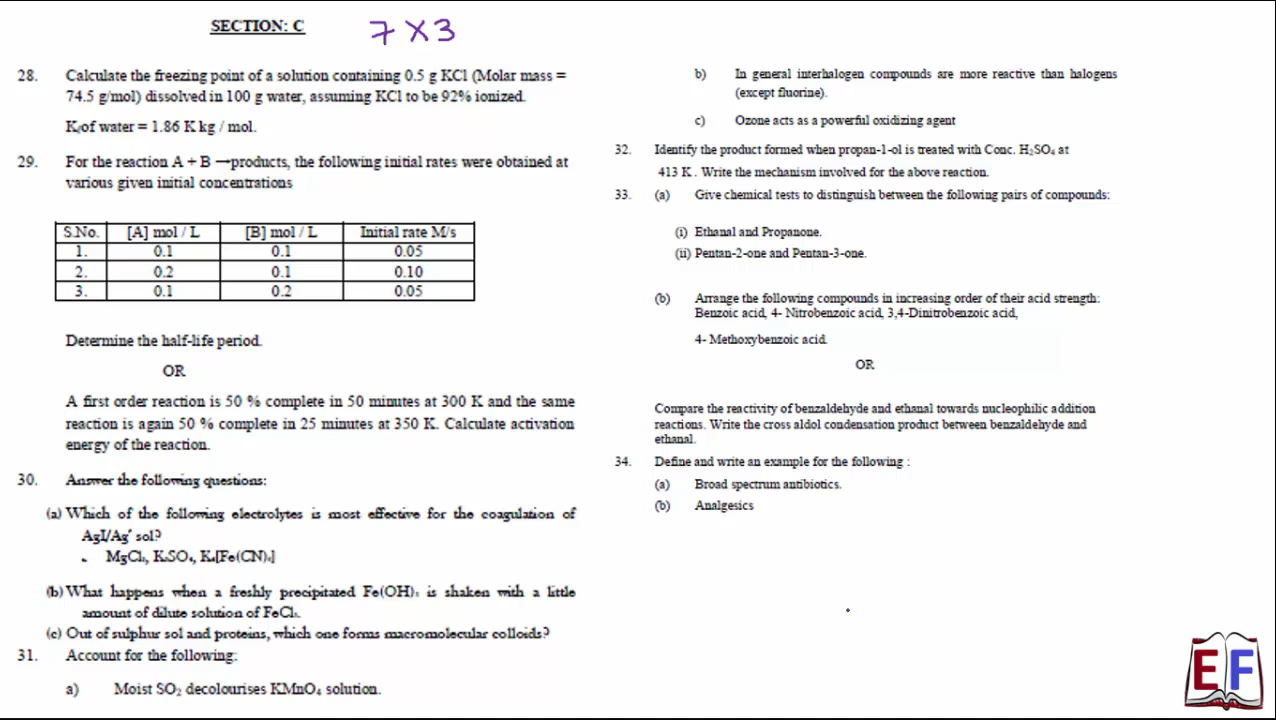 SECTION: C
7 X 3
28. Calculate the freezing point of a solution containing 0.5 g KCl (Molar mass =
74.5 g/mol) dissolved in 100 g water, assuming KCl to be 92% ionized.
Kf of water = 1.86 K kg / mol.
29. For the reaction A + B →products, the following initial rates were obtained at
various given initial concentrations
S.No. [A] mol / L [B] mol / L Initial rate M/s
1. 0.1 0.1 0.05
2. 0.2 0.1 0.10
3. 0.1 0.2 0.05
Determine the half-life period.
OR
A first order reaction is 50 % complete in 50 minutes at 300 K and the same
reaction is again 50 % complete in 25 minutes at 350 K. Calculate activation
energy of the reaction.
30. Answer the following questions:
(a) Which of the following electrolytes is most effective for the coagulation of
AgI/Ag⁺ sol?
MgCl₂, K₂SO₄, K₄[Fe(CN)₆]
(b) What happens when a freshly precipitated Fe(OH)₃ is shaken with a little
amount of dilute solution of FeCl₃.
(c) Out of sulphur sol and proteins, which one forms macromolecular colloids?
31. Account for the following:
a) Moist SO₂ decolourises KMnO₄ solution.
b) In general interhalogen compounds are more reactive than halogens
(except fluorine).
c) Ozone acts as a powerful oxidizing agent
32. Identify the product formed when propan-1-ol is treated with Conc. H₂SO₄ at
413 K . Write the mechanism involved for the above reaction.
33. (a) Give chemical tests to distinguish between the following pairs of compounds:
(i) Ethanal and Propanone.
(ii) Pentan-2-one and Pentan-3-one.
(b) Arrange the following compounds in increasing order of their acid strength:
Benzoic acid, 4- Nitrobenzoic acid, 3,4-Dinitrobenzoic acid,
4- Methoxybenzoic acid.
OR
Compare the reactivity of benzaldehyde and ethanal towards nucleophilic addition
reactions. Write the cross aldol condensation product between benzaldehyde and
ethanal.
34. Define and write an example for the following :
(a) Broad spectrum antibiotics.
(b) Analgesics
EF